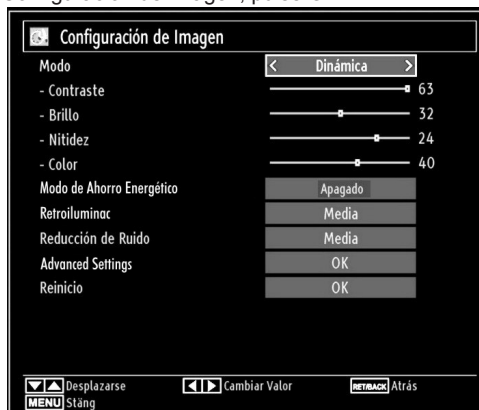 Configuración de Imagen
Modo < Dinámica >
- Contraste 63
- Brillo 32
- Nitidez 24
- Color 40
Modo de Ahorro Energético Apagado
Retroiluminac Media
Reducción de Ruido Media
Advanced Settings OK
Reinicio OK
Desplazarse Cambiar Valor RET/BACK Atrás
MENU Stäng